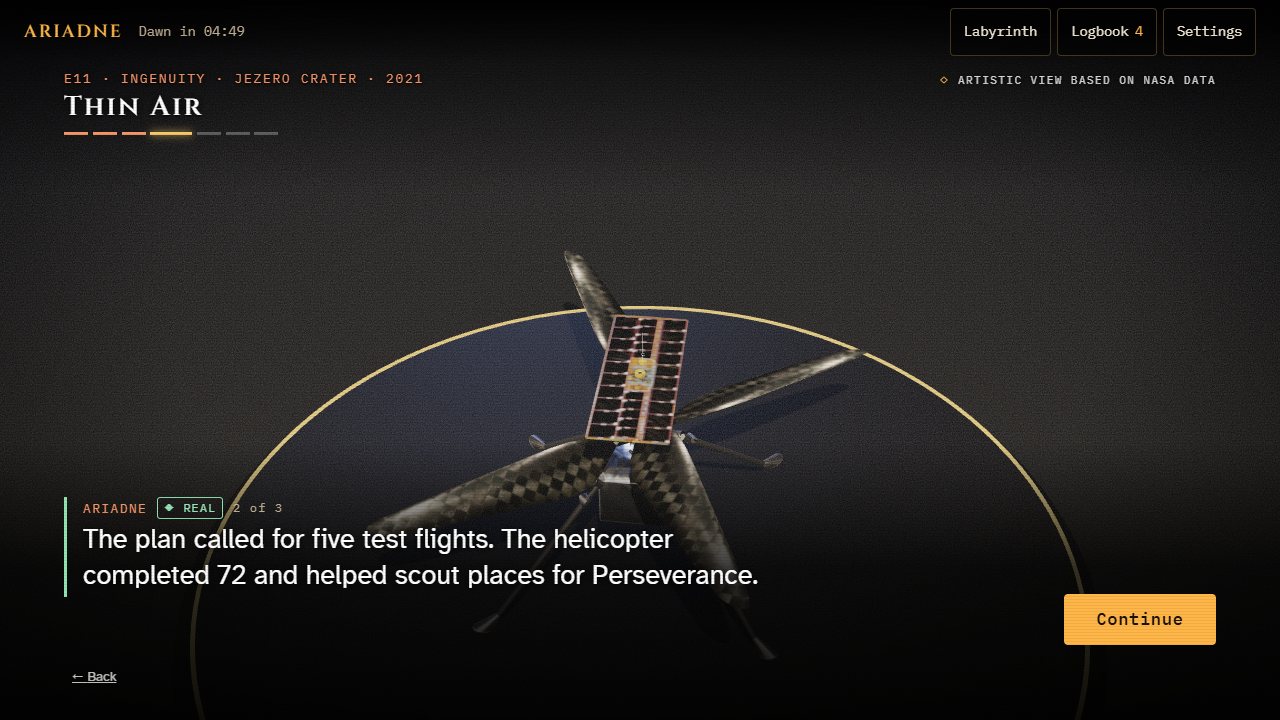 ARIADNE Dawn in 04:49 Labyrinth Logbook 4 Settings
E11 · INGENUITY · JEZERO CRATER · 2021
◇ ARTISTIC VIEW BASED ON NASA DATA
Thin Air
ARIADNE ◆ REAL 2 of 3
The plan called for five test flights. The helicopter
completed 72 and helped scout places for Perseverance.
Continue
← Back